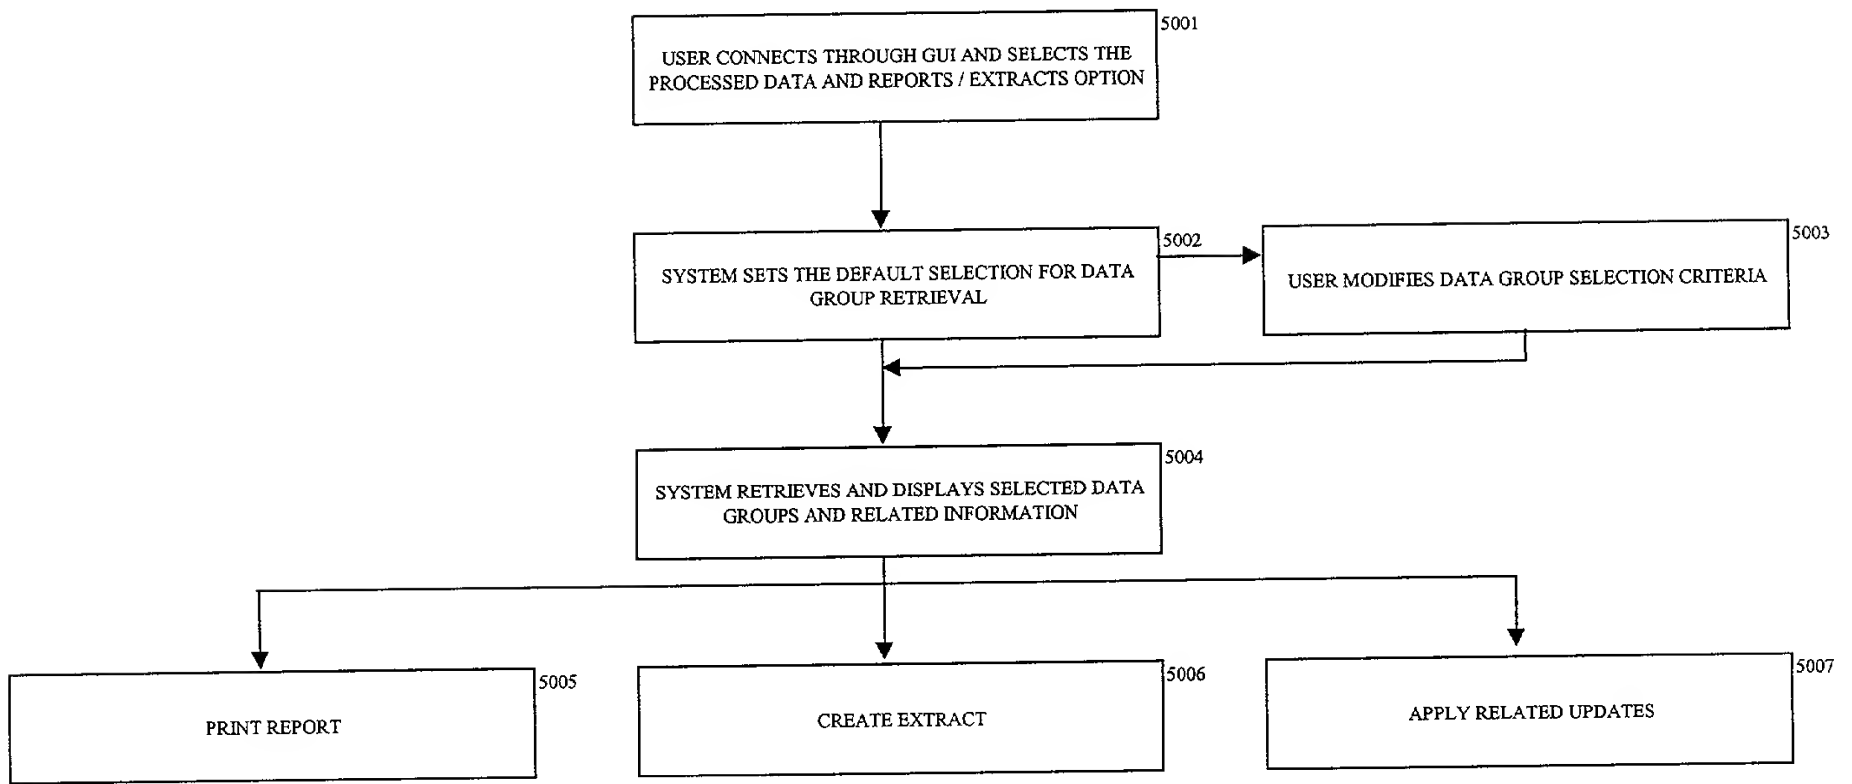 5001
USER CONNECTS THROUGH GUI AND SELECTS THE
PROCESSED DATA AND REPORTS / EXTRACTS OPTION
5002
SYSTEM SETS THE DEFAULT SELECTION FOR DATA
GROUP RETRIEVAL
5003
USER MODIFIES DATA GROUP SELECTION CRITERIA
5004
SYSTEM RETRIEVES AND DISPLAYS SELECTED DATA
GROUPS AND RELATED INFORMATION
5005
PRINT REPORT
5006
CREATE EXTRACT
5007
APPLY RELATED UPDATES